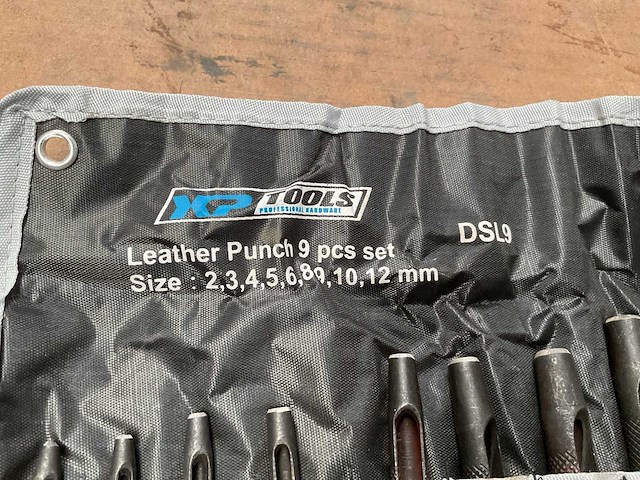 XP TOOLS
PROFESSIONAL HARDWARE
Leather Punch 9 pcs set
DSL9
Size : 2,3,4,5,6,8,9,10,12 mm